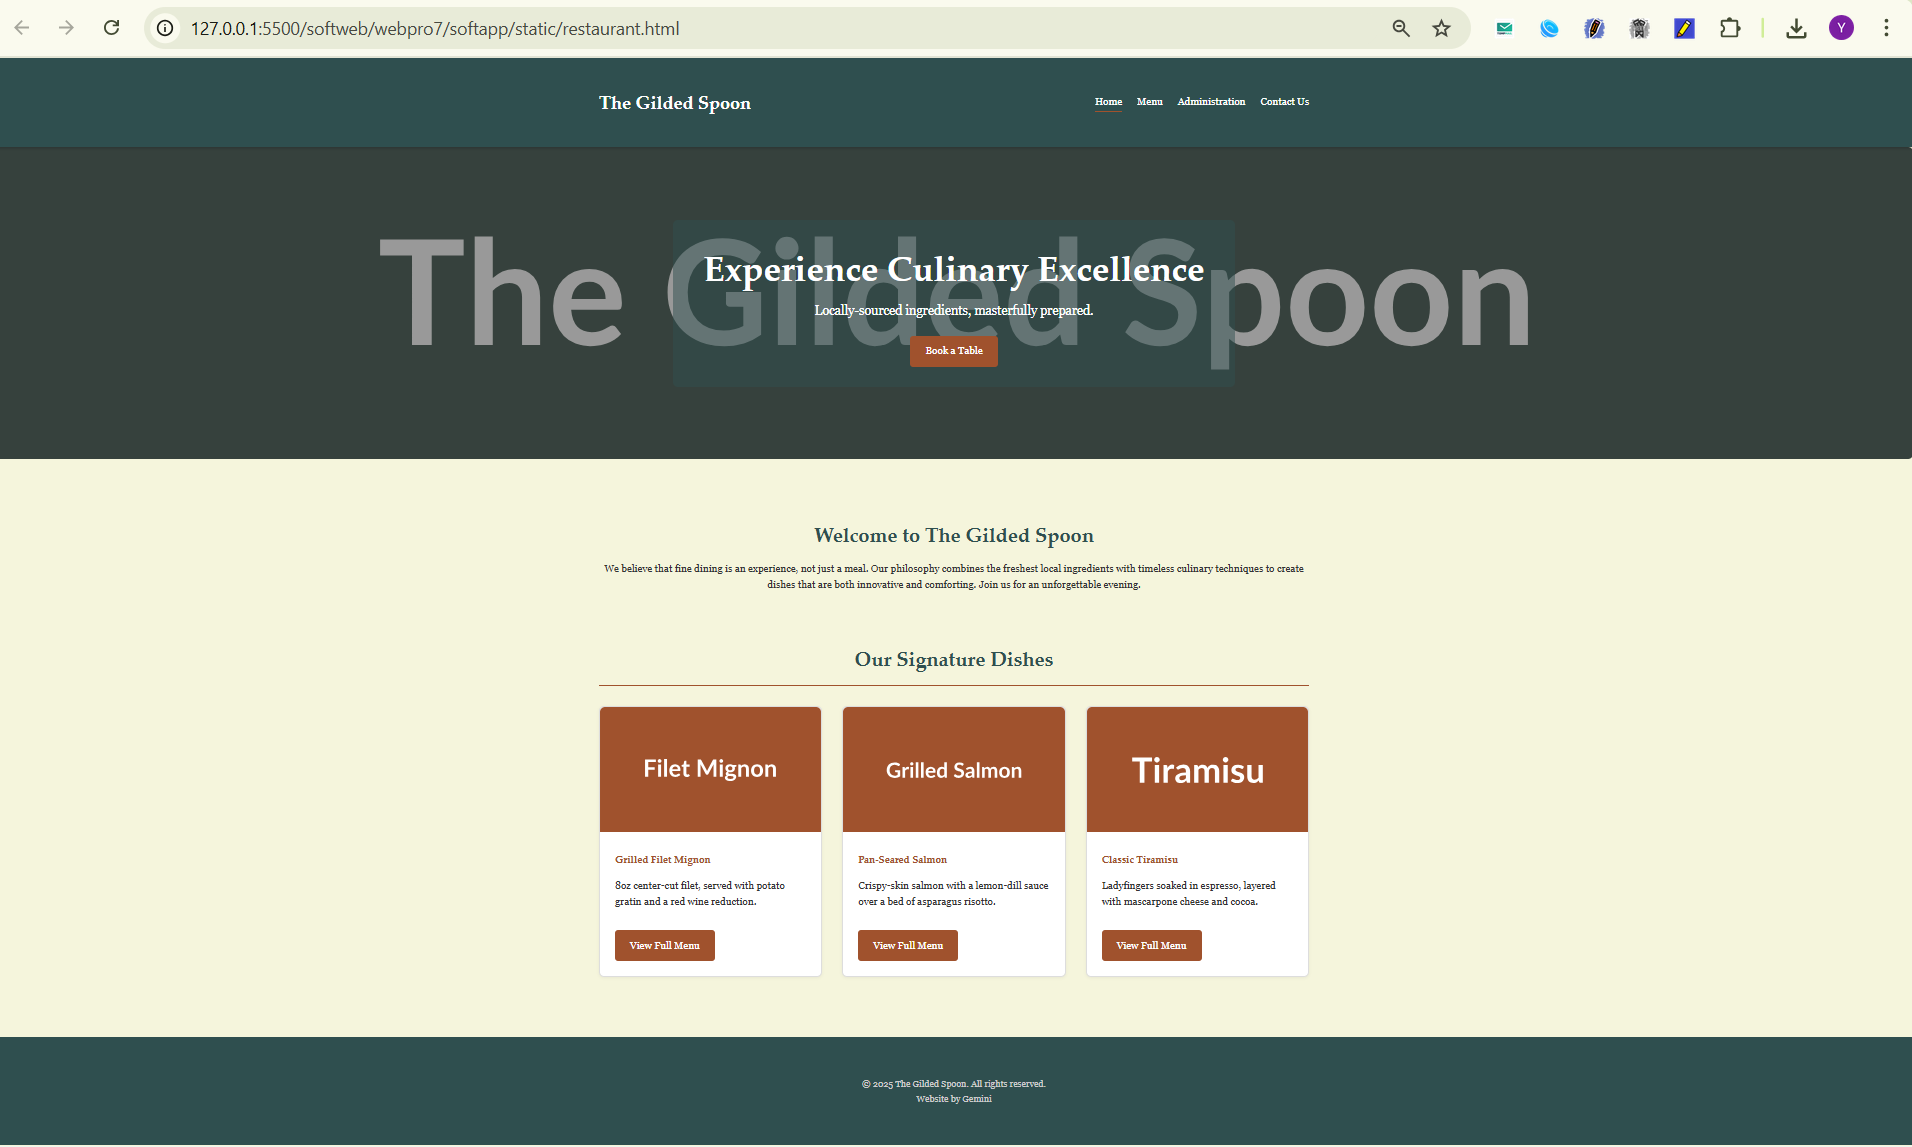 127.0.0.1:5500/softweb/webpro7/softapp/static/restaurant.html
Y
The Gilded Spoon
Home Menu Administration Contact Us
The Gilded Spoon
Experience Culinary Excellence
Locally-sourced ingredients, masterfully prepared.
Book a Table
Welcome to The Gilded Spoon
We believe that fine dining is an experience, not just a meal. Our philosophy combines the freshest local ingredients with timeless culinary techniques to create
dishes that are both innovative and comforting. Join us for an unforgettable evening.
Our Signature Dishes
Filet Mignon
Grilled Filet Mignon
8oz center-cut filet, served with potato
gratin and a red wine reduction.
View Full Menu
Grilled Salmon
Pan-Seared Salmon
Crispy-skin salmon with a lemon-dill sauce
over a bed of asparagus risotto.
View Full Menu
Tiramisu
Classic Tiramisu
Ladyfingers soaked in espresso, layered
with mascarpone cheese and cocoa.
View Full Menu
© 2025 The Gilded Spoon. All rights reserved.
Website by Gemini